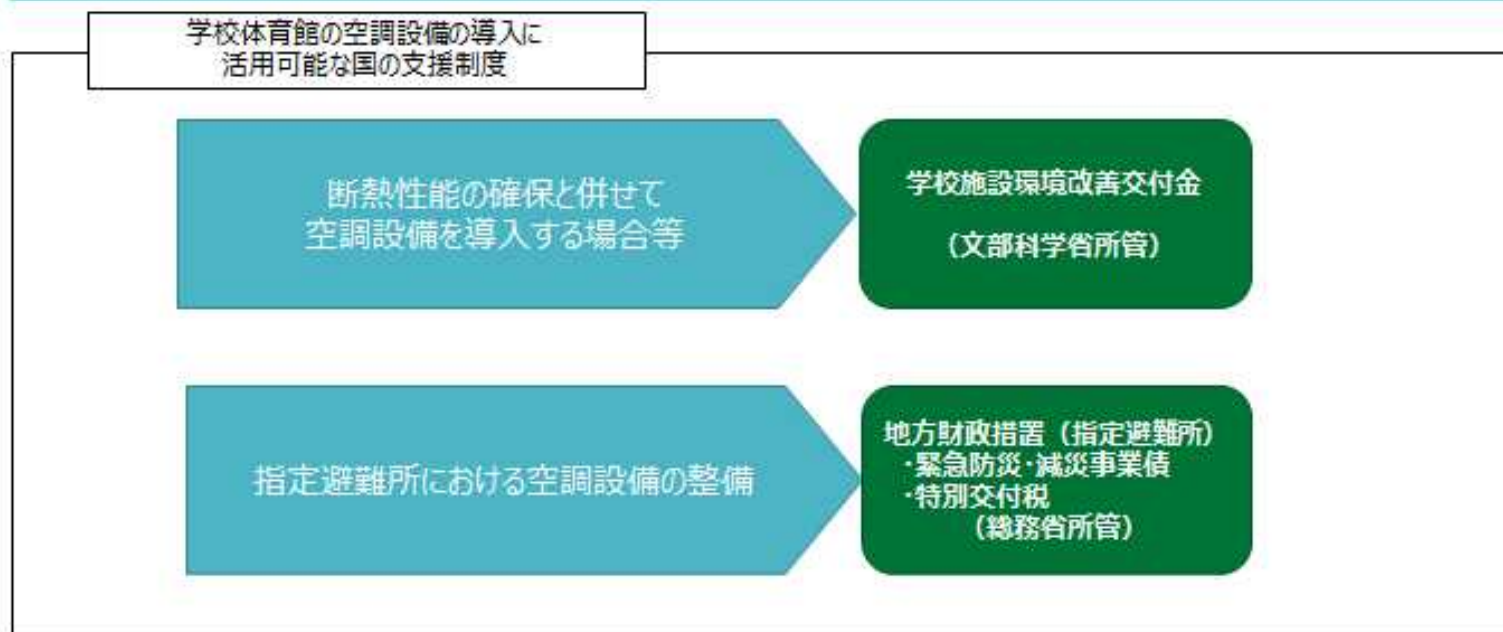 学校体育館の空調設備の導入に
活用可能な国の支援制度
断熱性能の確保と併せて
空調設備を導入する場合等
学校施設環境改善交付金
（文部科学省所管）
指定避難所における空調設備の整備
地方財政措置（指定避難所）
・緊急防災・減災事業債
・特別交付税
（総務省所管）